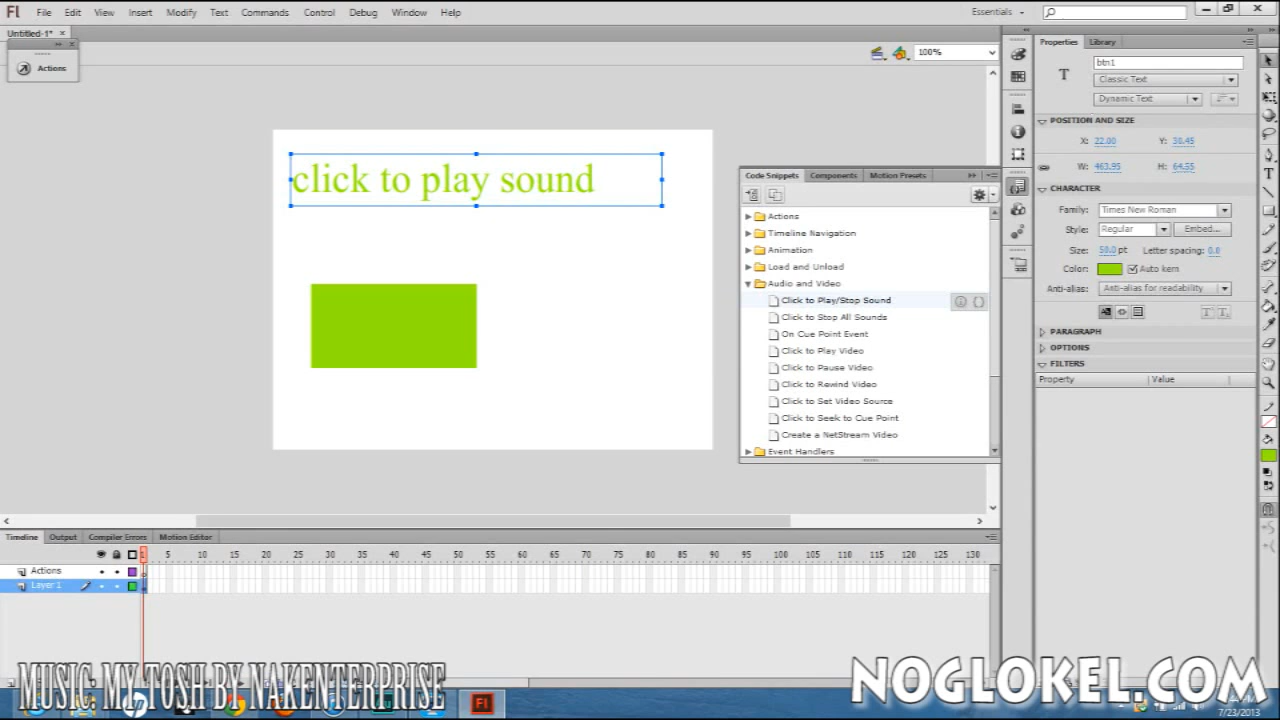 Fl File Edit View Insert Modify Text Commands Control Debug Window Help Essentials
Untitled-1* ×
Actions
100%
click to play sound
Code Snippets Components Motion Presets
Actions
Timeline Navigation
Animation
Load and Unload
Audio and Video
Click to Play/Stop Sound
Click to Stop All Sounds
On Cue Point Event
Click to Play Video
Click to Pause Video
Click to Rewind Video
Click to Set Video Source
Click to Seek to Cue Point
Create a NetStream Video
Event Handlers
Properties Library
btn1
T Classic Text
Dynamic Text
POSITION AND SIZE
X: 22.00 Y: 30.45
W: 463.95 H: 64.55
CHARACTER
Family: Times New Roman
Style: Regular Embed...
Size: 50.0 pt Letter spacing: 0.0
Color: Auto kern
Anti-alias: Anti-alias for readability
PARAGRAPH
OPTIONS
FILTERS
Property Value
Timeline Output Compiler Errors Motion Editor
1 5 10 15 20 25 30 35 40 45 50 55 60 65 70 75 80 85 90 95 100 105 110 115 120 125 130
Actions
Layer 1
MUSIC: MY TOSH BY NAKENTERPRISE
NOGLOKEL.COM
Fl
7/23/2013